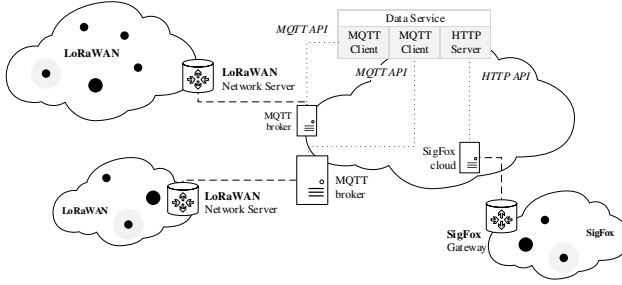 Data Service
MQTT
Client
MQTT
Client
HTTP
Server
MQTT API
MQTT API
HTTP API
LoRaWAN
LoRaWAN
Network Server
MQTT
broker
SigFox
cloud
MQTT
broker
LoRaWAN
LoRaWAN
Network Server
SigFox
Gateway
SigFox